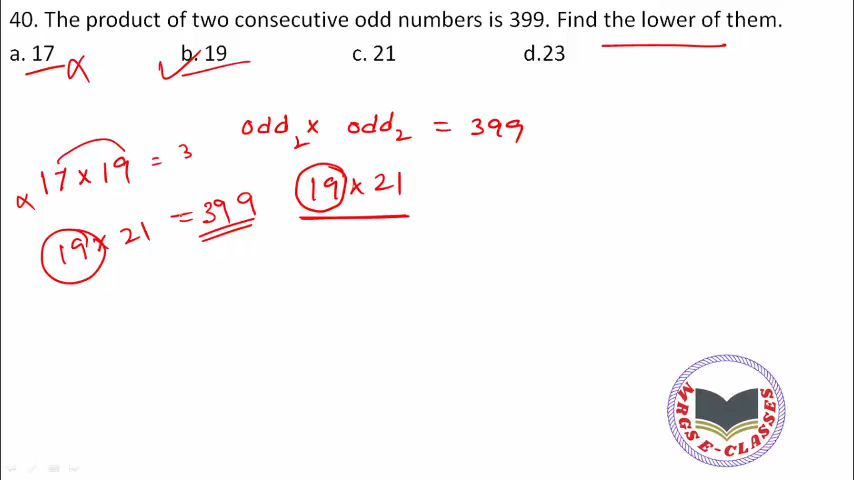 40. The product of two consecutive odd numbers is 399. Find the lower of them.
a. 17 b. 19 c. 21 d.23
odd1 x odd2 = 399
17 x 19 = 3
19 x 21
19 x 21 = 399
MRGS E-CLASSES